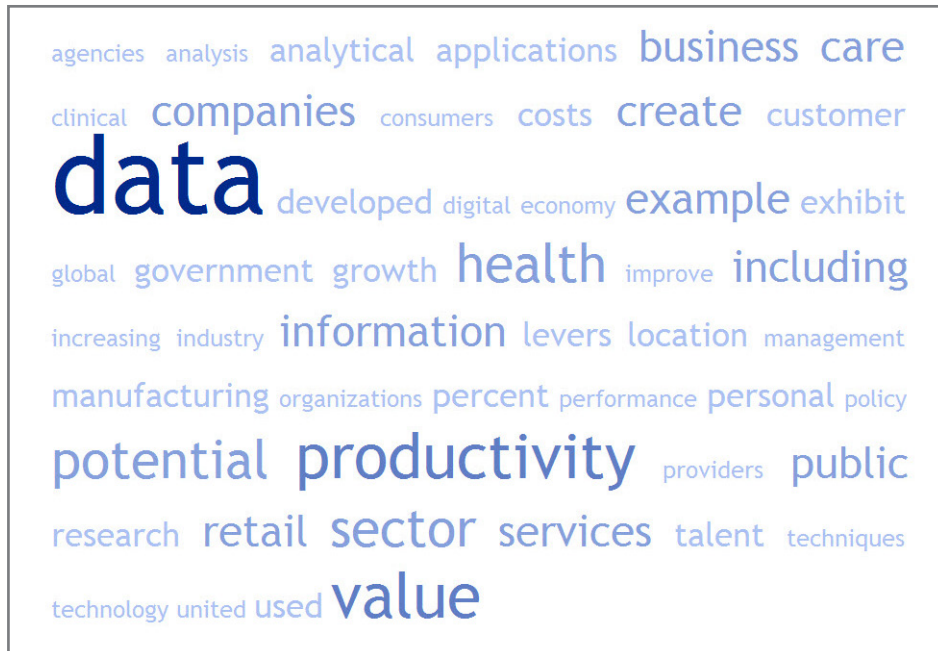 agencies analysis analytical applications business care
clinical companies consumers costs create customer
data developed digital economy example exhibit
global government growth health improve including
increasing industry information levers location management
manufacturing organizations percent performance personal policy
potential productivity providers public
research retail sector services talent techniques
technology united used value